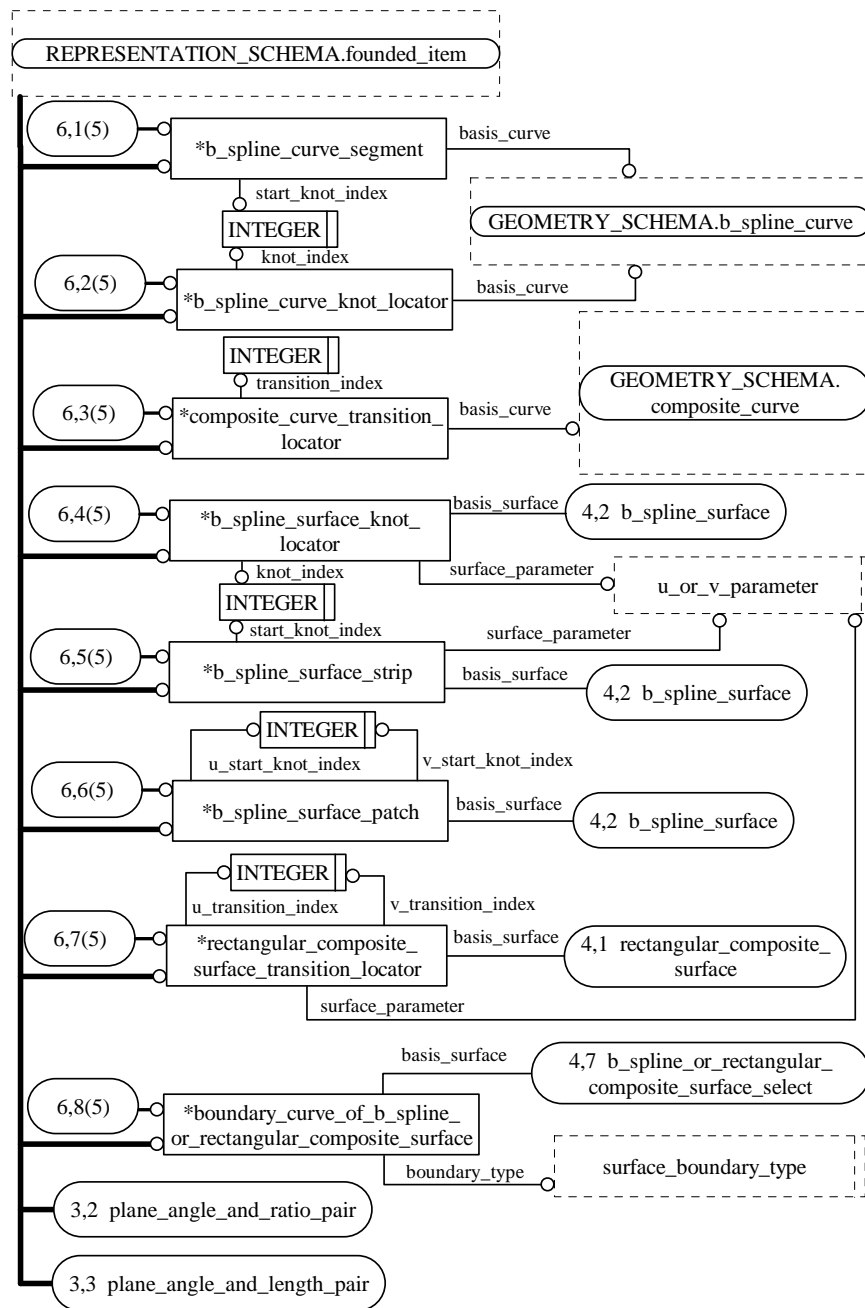 REPRESENTATION_SCHEMA.founded_item
6,1(5)
*b_spline_curve_segment
basis_curve
start_knot_index
INTEGER
GEOMETRY_SCHEMA.b_spline_curve
knot_index
6,2(5)
*b_spline_curve_knot_locator
basis_curve
INTEGER
transition_index
GEOMETRY_SCHEMA.
composite_curve
6,3(5)
*composite_curve_transition_
locator
basis_curve
6,4(5)
*b_spline_surface_knot_
locator
basis_surface
4,2 b_spline_surface
knot_index
surface_parameter
u_or_v_parameter
INTEGER
start_knot_index
surface_parameter
6,5(5)
*b_spline_surface_strip
basis_surface
4,2 b_spline_surface
INTEGER
u_start_knot_index
v_start_knot_index
6,6(5)
*b_spline_surface_patch
basis_surface
4,2 b_spline_surface
INTEGER
u_transition_index
v_transition_index
6,7(5)
*rectangular_composite_
surface_transition_locator
basis_surface
4,1 rectangular_composite_
surface
surface_parameter
basis_surface
4,7 b_spline_or_rectangular_
composite_surface_select
6,8(5)
*boundary_curve_of_b_spline_
or_rectangular_composite_surface
boundary_type
surface_boundary_type
3,2 plane_angle_and_ratio_pair
3,3 plane_angle_and_length_pair